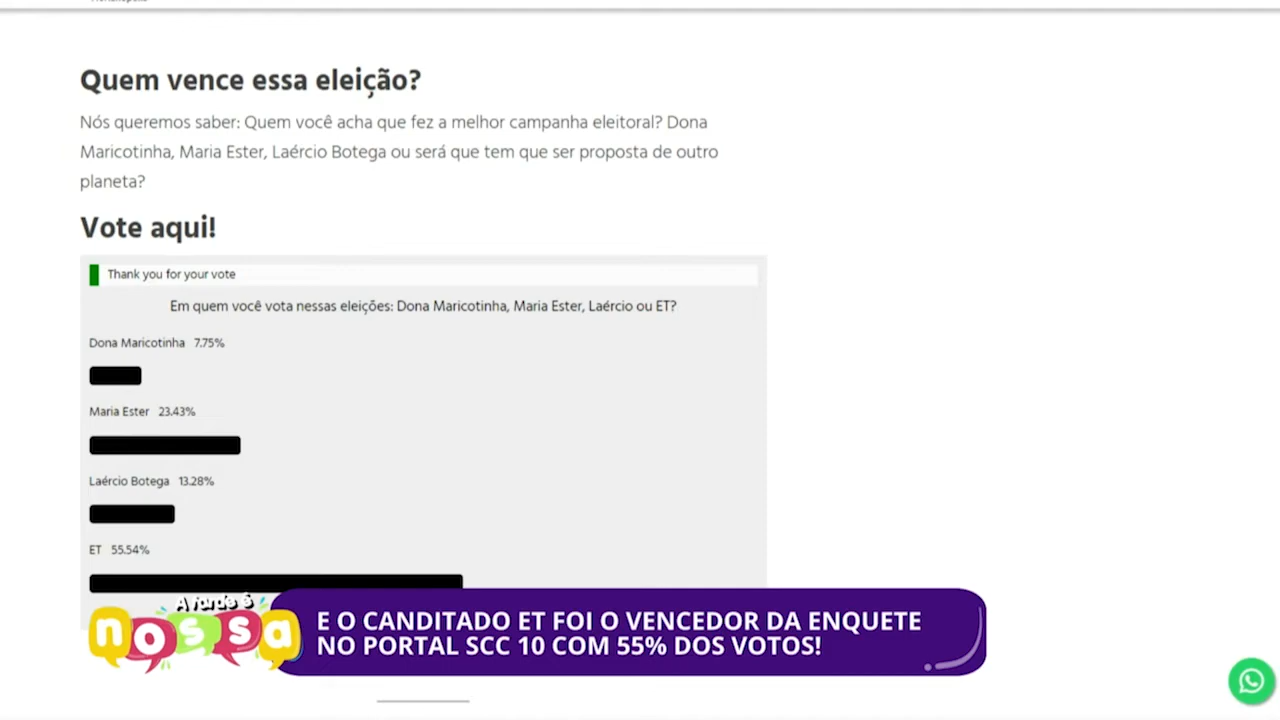 Quem vence essa eleição?
Nós queremos saber: Quem você acha que fez a melhor campanha eleitoral? Dona
Maricotinha, Maria Ester, Laércio Botega ou será que tem que ser proposta de outro
planeta?
Vote aqui!
Thank you for your vote
Em quem você vota nessas eleições: Dona Maricotinha, Maria Ester, Laércio ou ET?
Dona Maricotinha 7.75%
Maria Ester 23.43%
Laércio Botega 13.28%
ET 55.54%
A tarde é
nossa
E O CANDITADO ET FOI O VENCEDOR DA ENQUETE
NO PORTAL SCC 10 COM 55% DOS VOTOS!